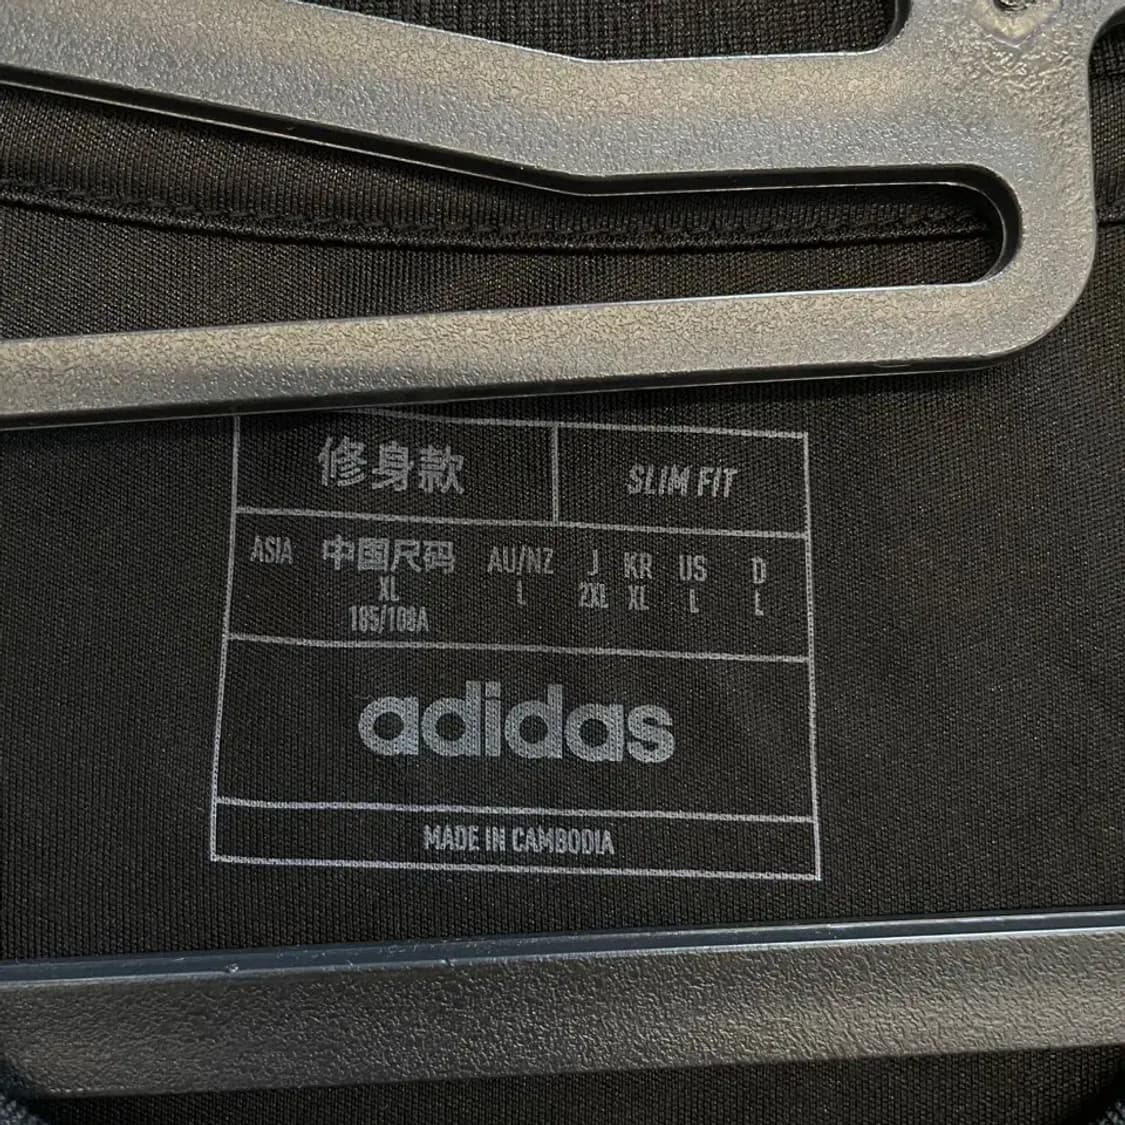 修身款
SLIM FIT
ASIA 中国尺码 AU/NZ J KR US D
XL L 2XL XL L L
185/108A
adidas
MADE IN CAMBODIA